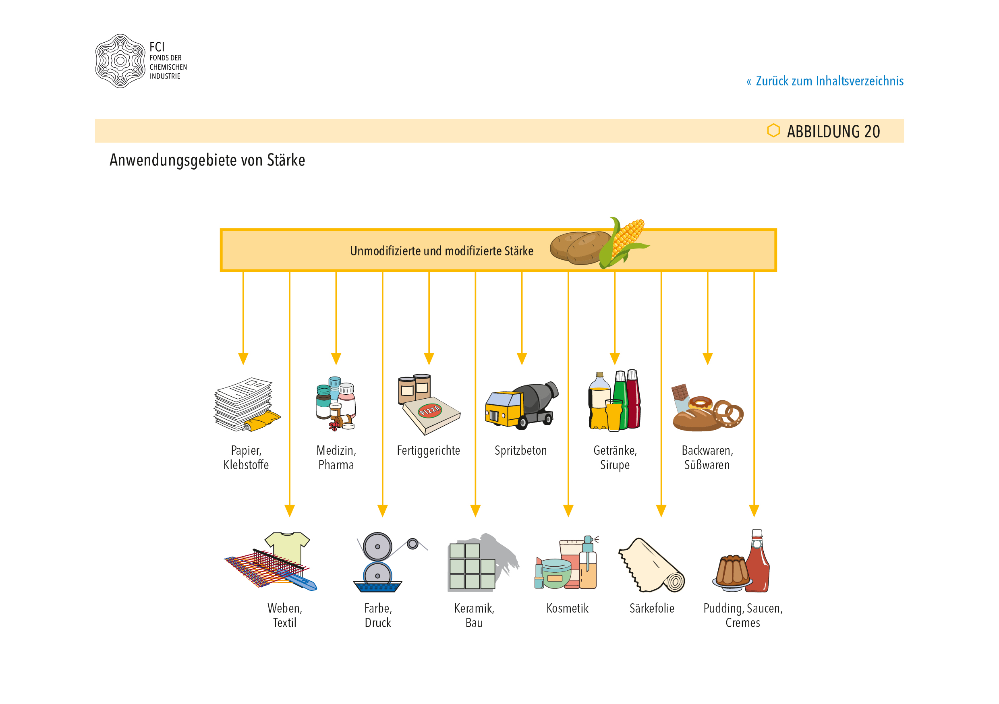 FCI
FONDS DER
CHEMISCHEN
INDUSTRIE
« Zurück zum Inhaltsverzeichnis
ABBILDUNG 20
Anwendungsgebiete von Stärke
Unmodifizierte und modifizierte Stärke
PIZZA
Papier,
Klebstoffe
Medizin,
Pharma
Fertiggerichte
Spritzbeton
Getränke,
Sirupe
Backwaren,
Süßwaren
Weben,
Textil
Farbe,
Druck
Keramik,
Bau
Kosmetik
Särkefolie
Pudding, Saucen,
Cremes